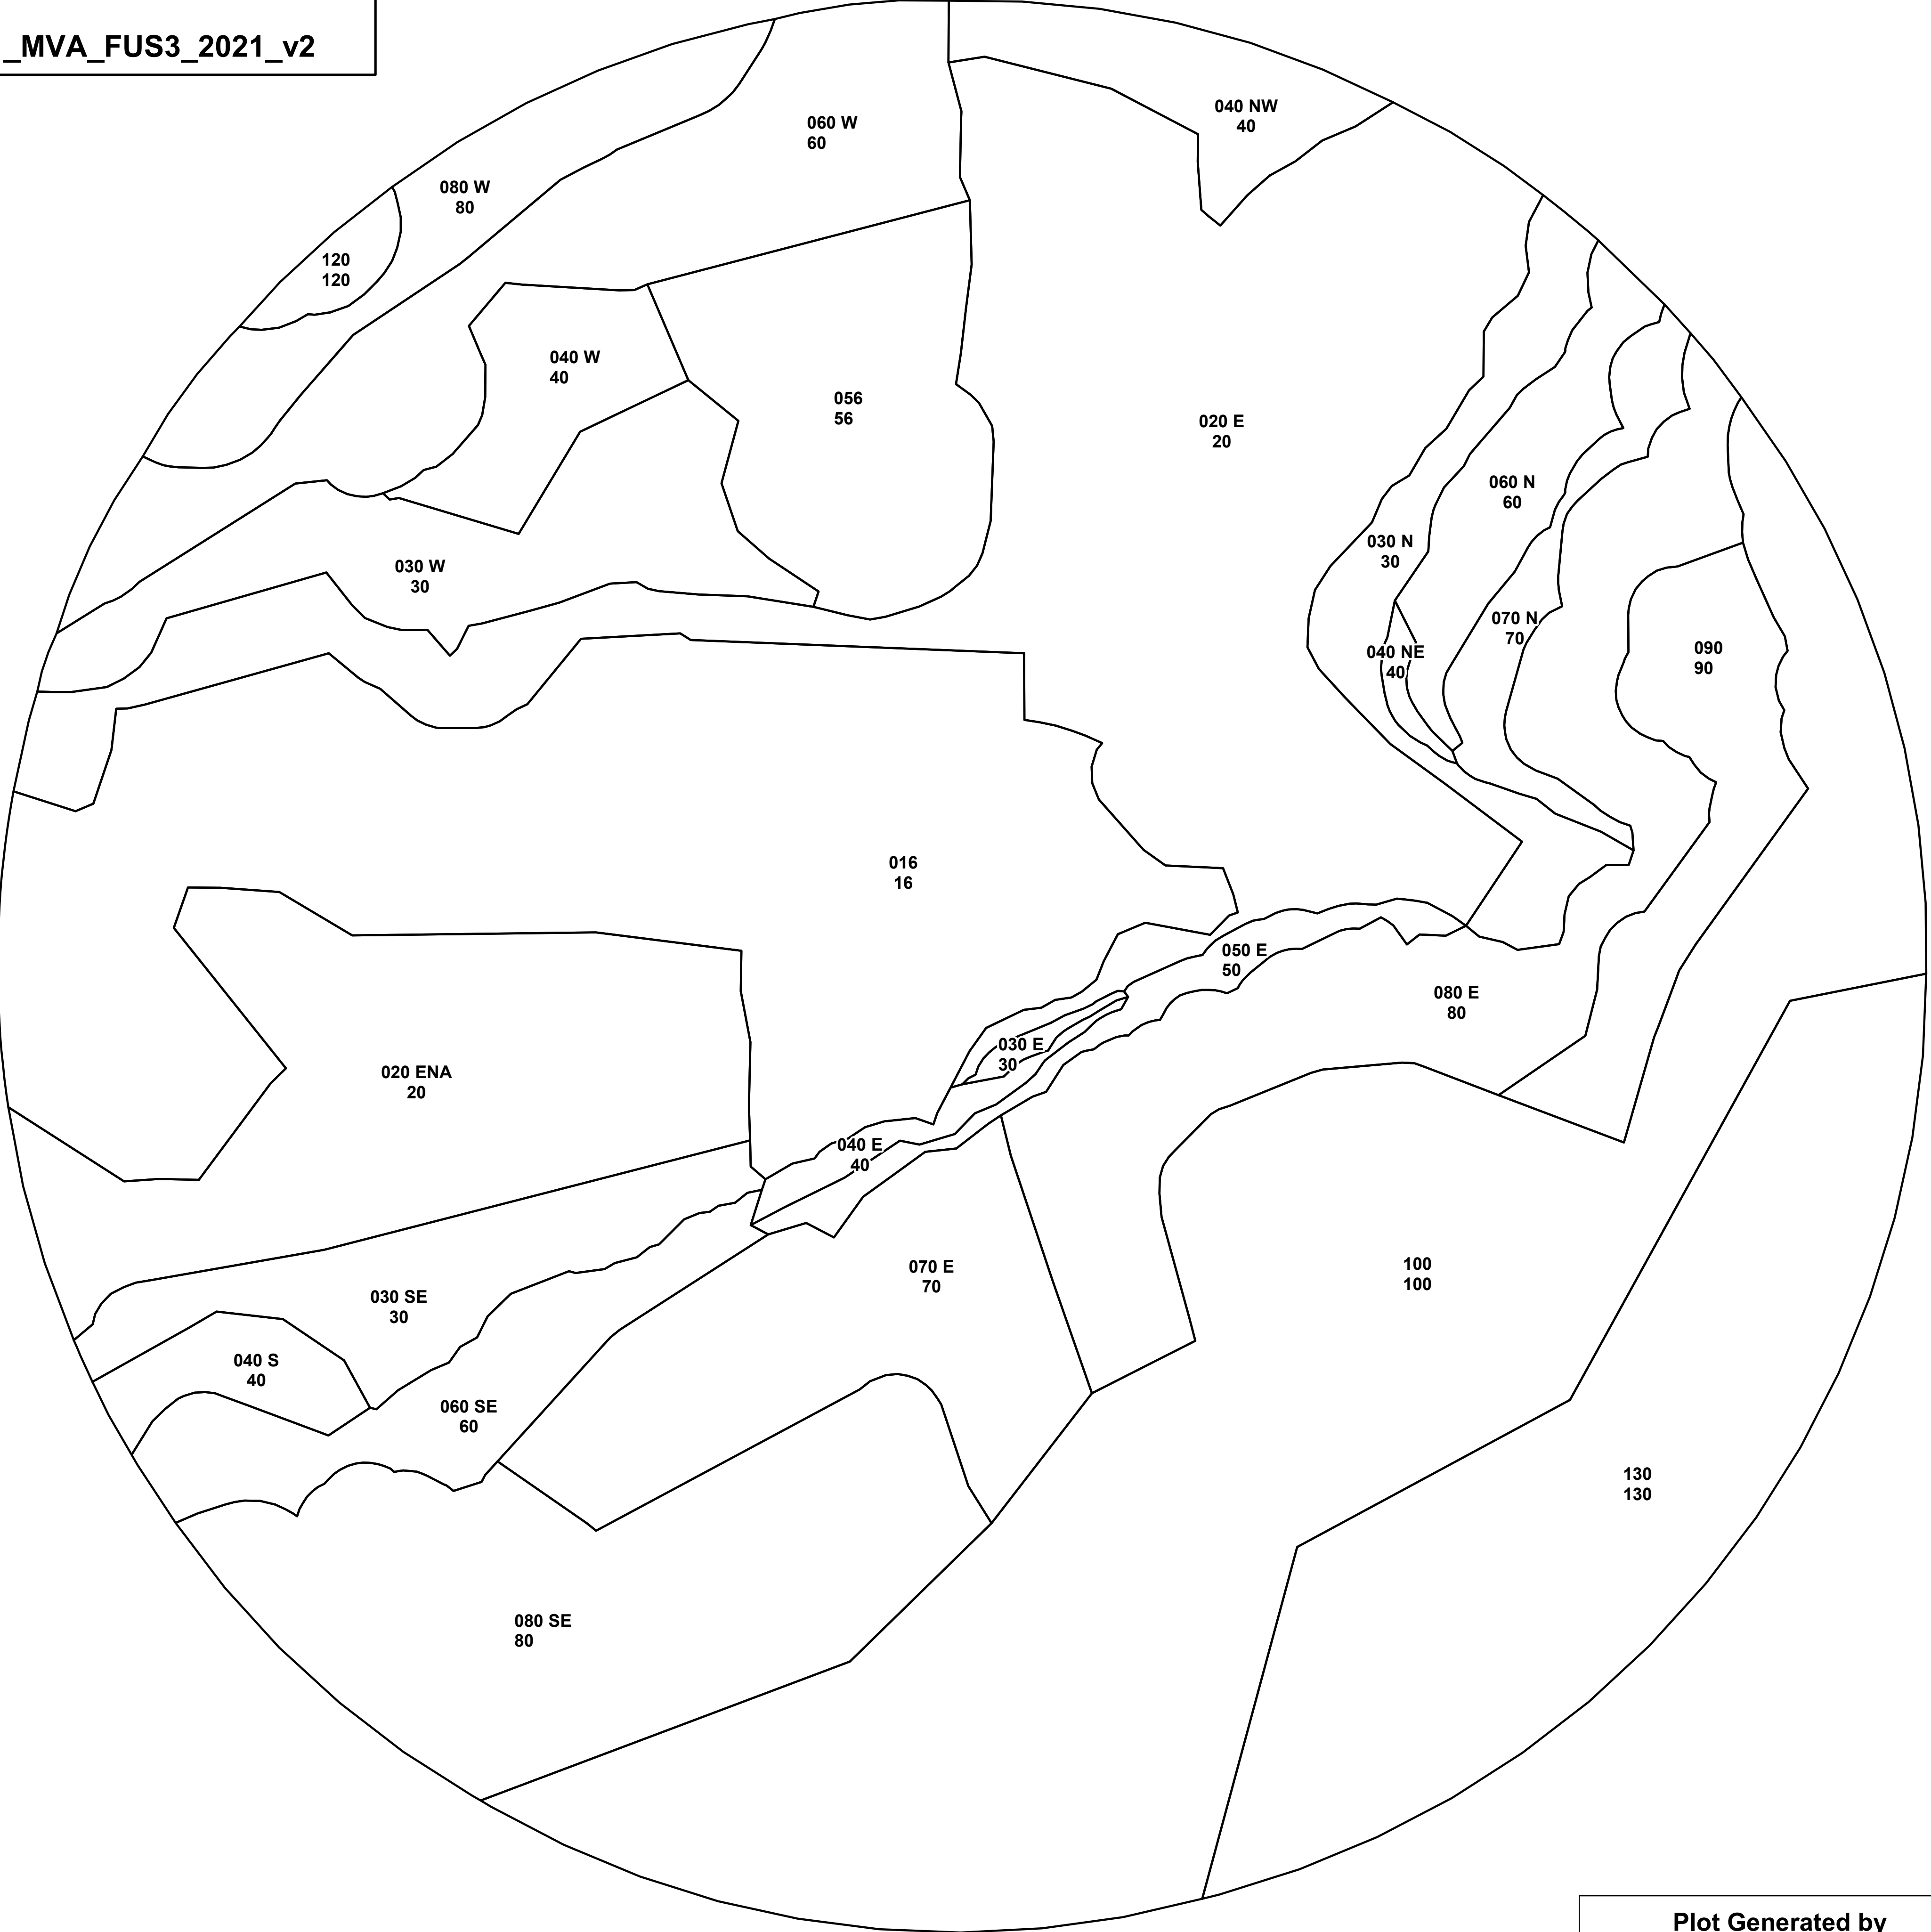 _MVA_FUS3_2021_v2
040 NW
40
060 W
60
080 W
80
120
120
040 W
40
056
56
020 E
20
060 N
60
030 N
30
030 W
30
070 N
70
040 NE
40
090
90
016
16
050 E
50
080 E
80
030 E
30
020 ENA
20
040 E
40
070 E
70
100
100
030 SE
30
040 S
40
060 SE
60
130
130
080 SE
80
Plot Generated by